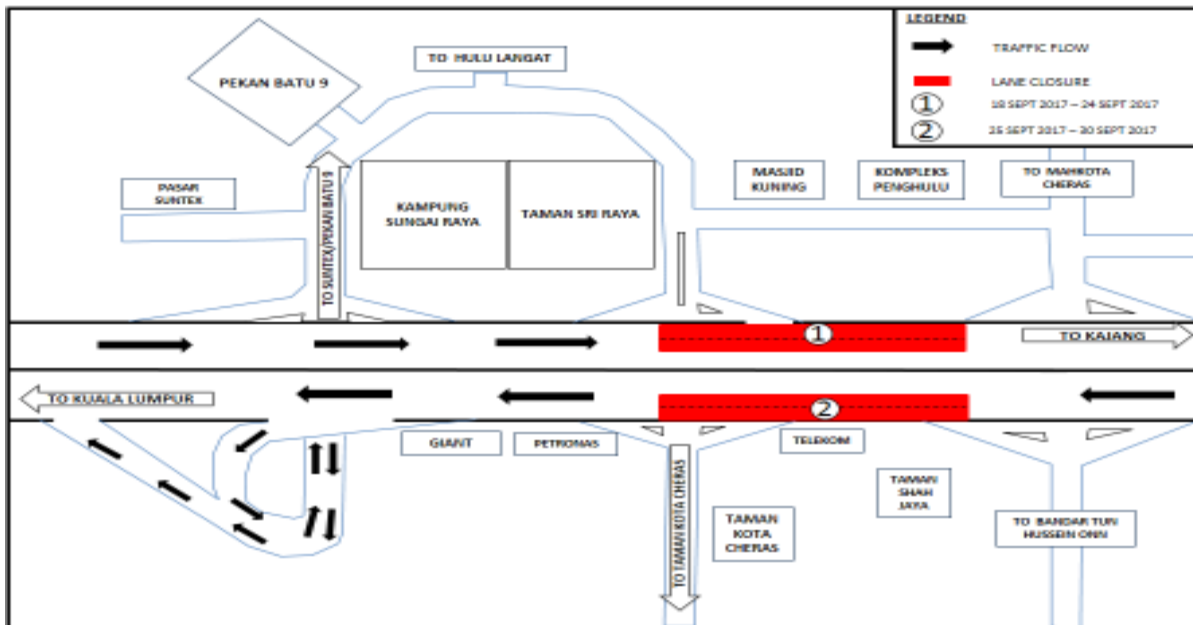 LEGEND
TRAFFIC FLOW
LANE CLOSURE
1
18 SEPT 2017 – 24 SEPT 2017
2
25 SEPT 2017 – 30 SEPT 2017
TO HULU LANGAT
PEKAN BATU 9
PASAR
SUNTEX
TO SUNTEX/PEKAN BATU 9
KAMPUNG
SUNGAI RAYA
TAMAN SRI RAYA
MASJID
KUNING
KOMPLEKS
PENGHULU
TO MAHKOTA
CHERAS
1
TO KAJANG
TO KUALA LUMPUR
2
GIANT
PETRONAS
TO TAMAN KOTA CHERAS
TELEKOM
TAMAN
SHAH
JAYA
TAMAN
KOTA
CHERAS
TO BANDAR TUN
HUSSEIN ONN